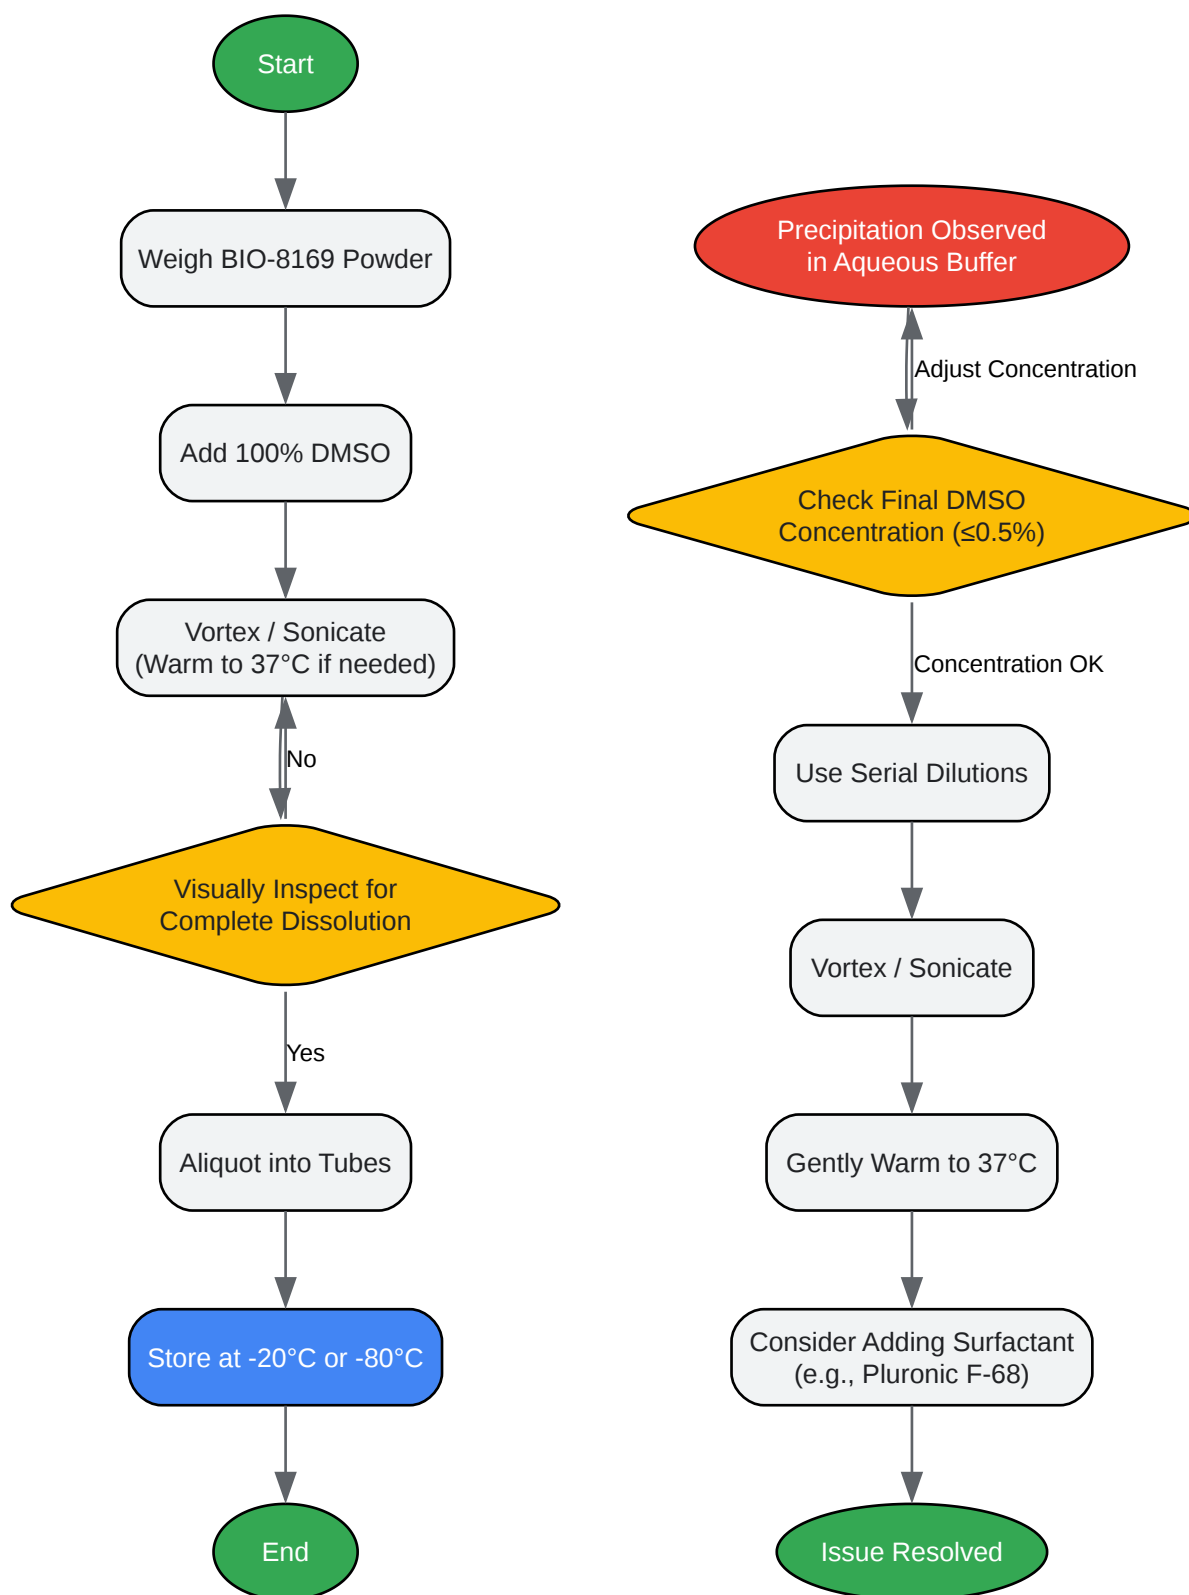 Start
Weigh BIO-8169 Powder
Add 100% DMSO
Vortex / Sonicate
(Warm to 37°C if needed)
No
Visually Inspect for
Complete Dissolution
Yes
Aliquot into Tubes
Store at -20°C or -80°C
End
Precipitation Observed
in Aqueous Buffer
Adjust Concentration
Check Final DMSO
Concentration (≤0.5%)
Concentration OK
Use Serial Dilutions
Vortex / Sonicate
Gently Warm to 37°C
Consider Adding Surfactant
(e.g., Pluronic F-68)
Issue Resolved